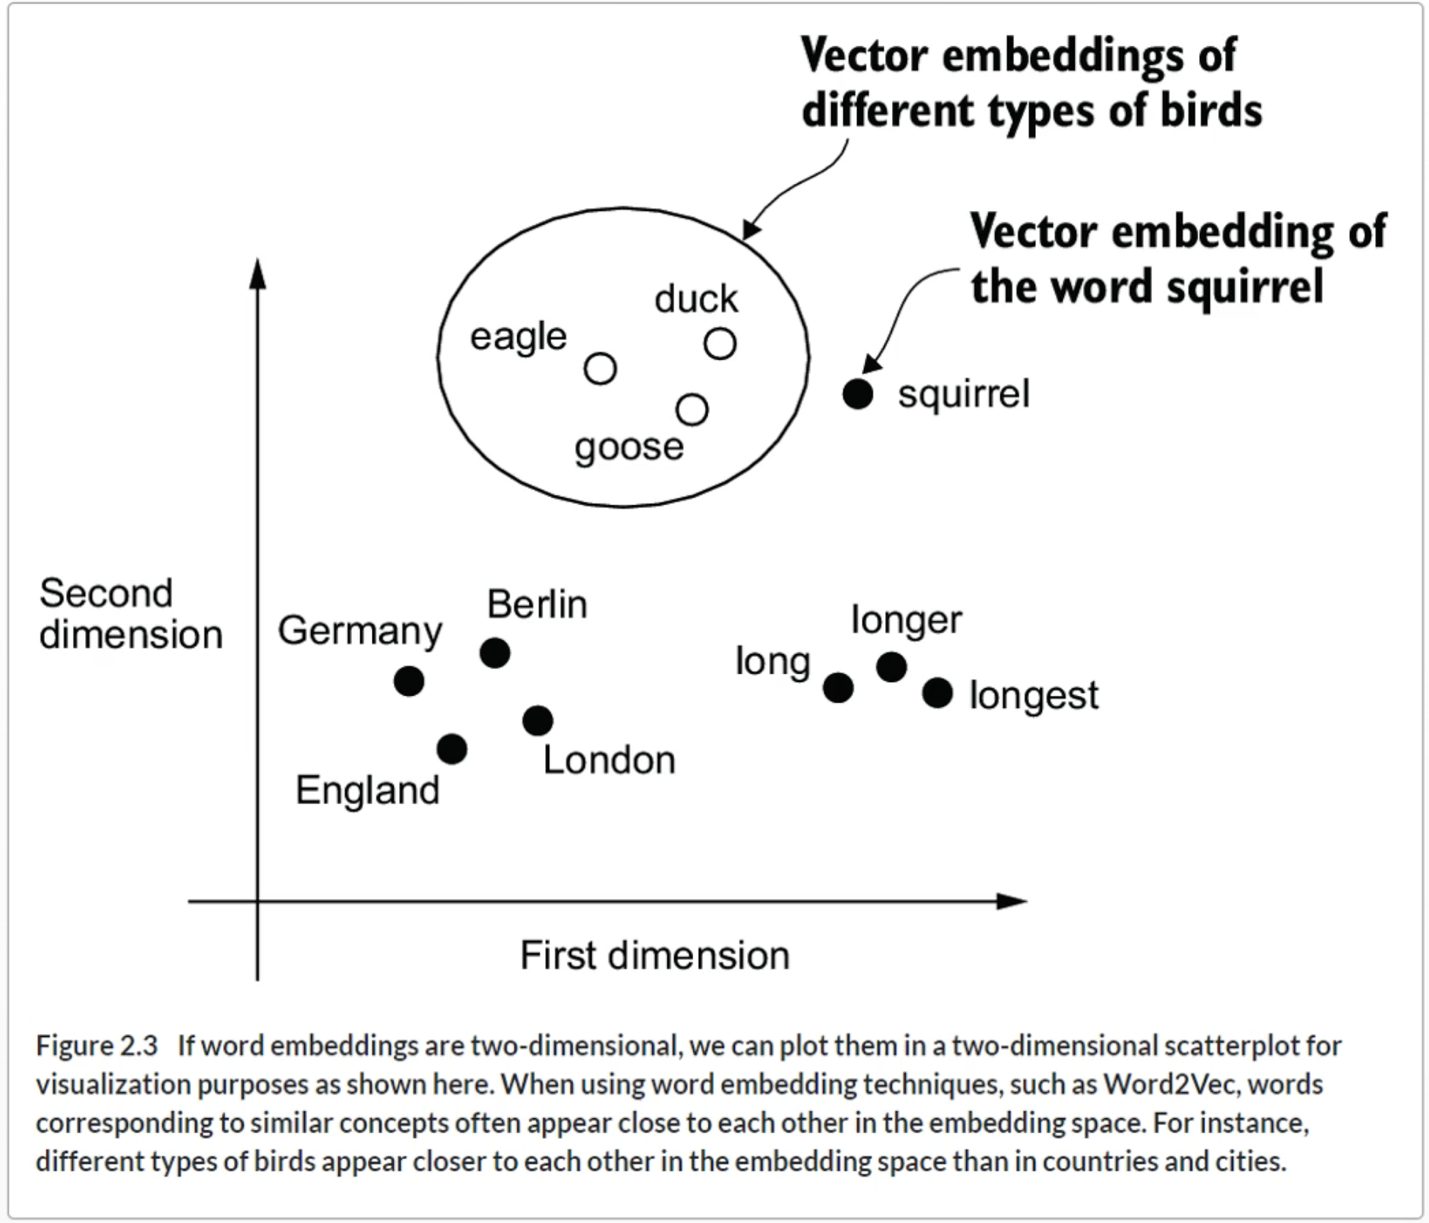 Vector embeddings of
different types of birds
Vector embedding of
the word squirrel
duck
eagle
goose
squirrel
Second
dimension
Germany
Berlin
England
London
long
longer
longest
First dimension
Figure 2.3 If word embeddings are two-dimensional, we can plot them in a two-dimensional scatterplot for
visualization purposes as shown here. When using word embedding techniques, such as Word2Vec, words
corresponding to similar concepts often appear close to each other in the embedding space. For instance,
different types of birds appear closer to each other in the embedding space than in countries and cities.